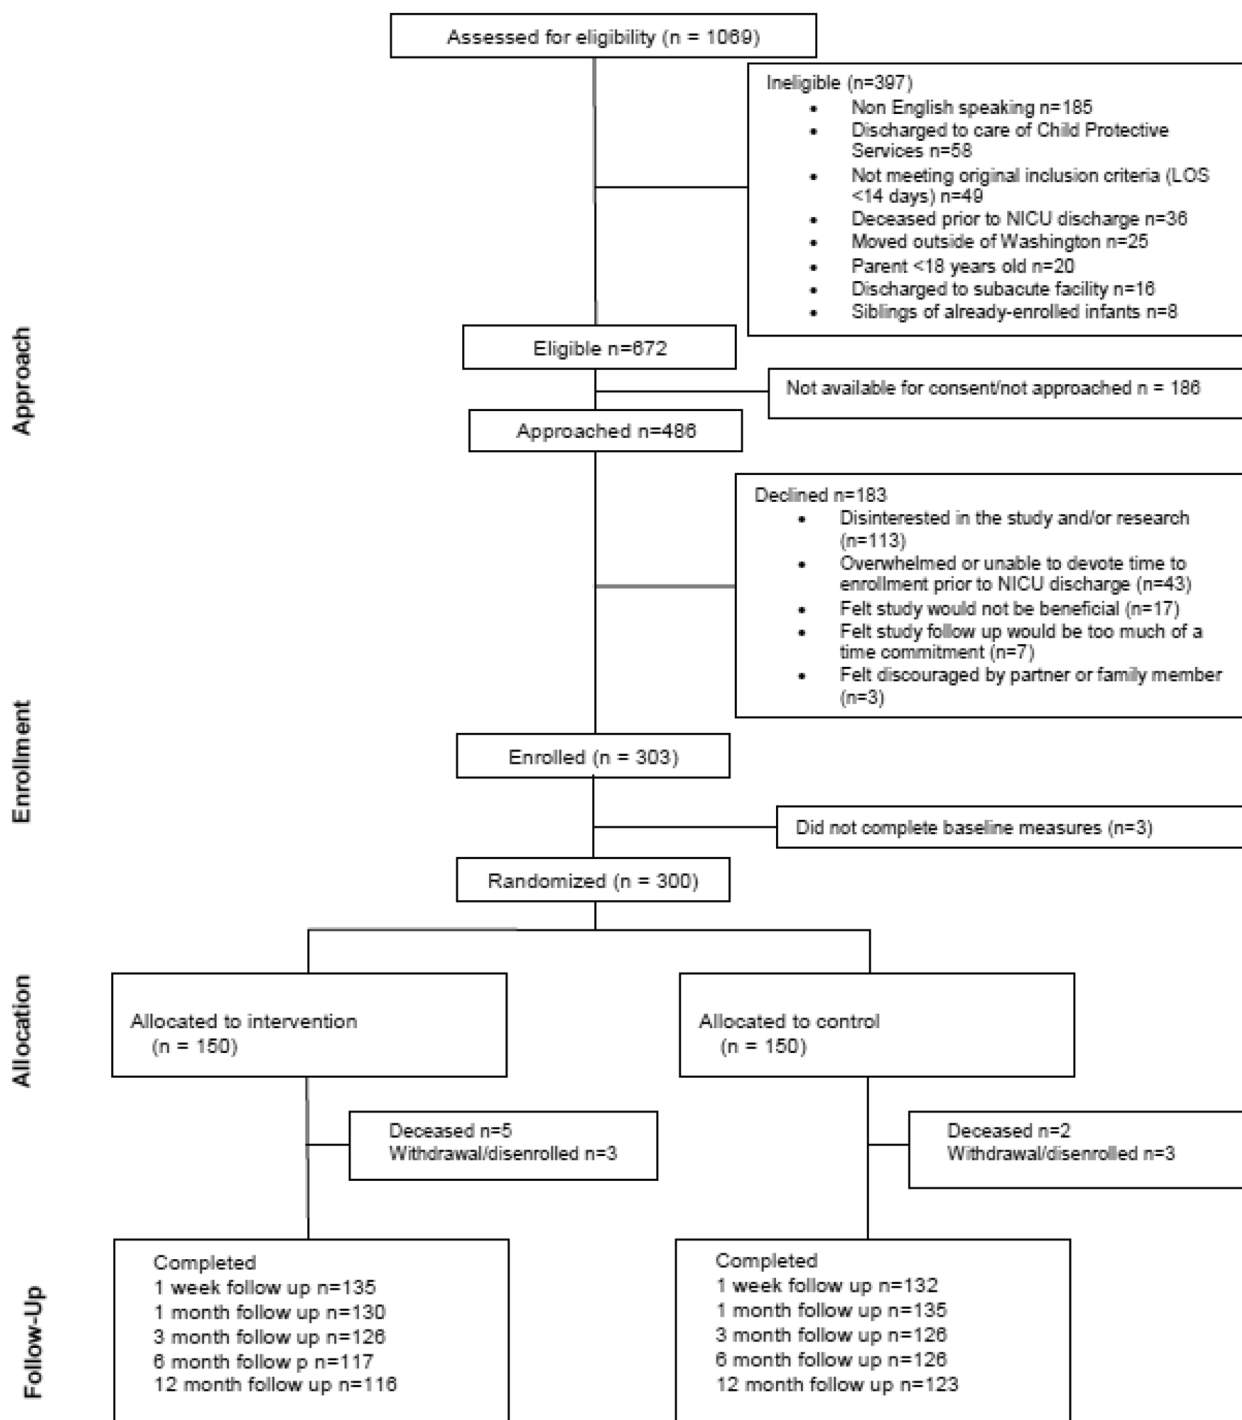 Assessed for eligibility (n = 1069)
Ineligible (n=397)
• Non English speaking n=185
• Discharged to care of Child Protective
Services n=58
• Not meeting original inclusion criteria (LOS
<14 days) n=49
• Deceased prior to NICU discharge n=36
• Moved outside of Washington n=25
• Parent <18 years old n=20
• Discharged to subacute facility n=16
• Siblings of already-enrolled infants n=8
Approach
Eligible n=672
Not available for consent/not approached n = 186
Approached n=486
Declined n=183
• Disinterested in the study and/or research
(n=113)
• Overwhelmed or unable to devote time to
enrollment prior to NICU discharge (n=43)
• Felt study would not be beneficial (n=17)
• Felt study follow up would be too much of a
time commitment (n=7)
• Felt discouraged by partner or family member
(n=3)
Enrollment
Enrolled (n = 303)
Did not complete baseline measures (n=3)
Randomized (n = 300)
Allocation
Allocated to intervention
(n = 150)
Allocated to control
(n = 150)
Deceased n=5
Withdrawal/disenrolled n=3
Deceased n=2
Withdrawal/disenrolled n=3
Follow-Up
Completed
1 week follow up n=135
1 month follow up n=130
3 month follow up n=126
6 month follow p n=117
12 month follow up n=116
Completed
1 week follow up n=132
1 month follow up n=135
3 month follow up n=126
6 month follow up n=126
12 month follow up n=123